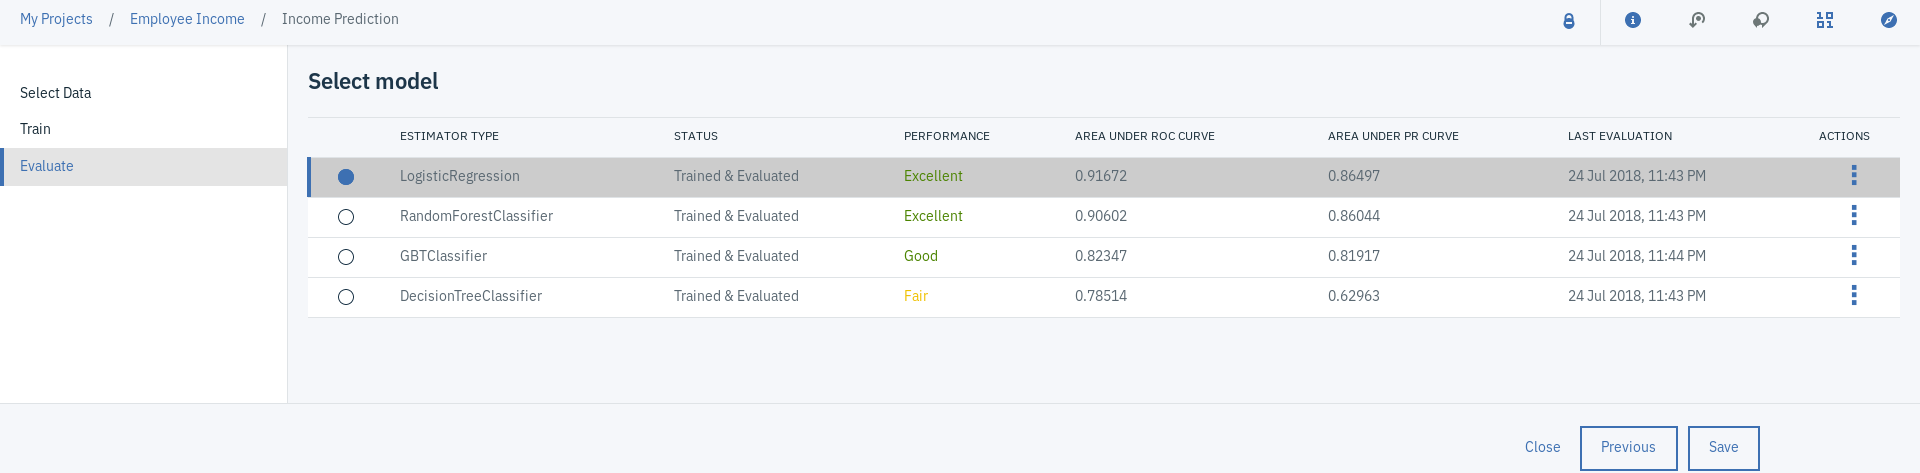 My Projects / Employee Income / Income Prediction
Select Data
Train
Evaluate
Select model
ESTIMATOR TYPE STATUS PERFORMANCE AREA UNDER ROC CURVE AREA UNDER PR CURVE LAST EVALUATION ACTIONS
LogisticRegression Trained & Evaluated Excellent 0.91672 0.86497 24 Jul 2018, 11:43 PM
RandomForestClassifier Trained & Evaluated Excellent 0.90602 0.86044 24 Jul 2018, 11:43 PM
GBTClassifier Trained & Evaluated Good 0.82347 0.81917 24 Jul 2018, 11:44 PM
DecisionTreeClassifier Trained & Evaluated Fair 0.78514 0.62963 24 Jul 2018, 11:43 PM
Close Previous Save